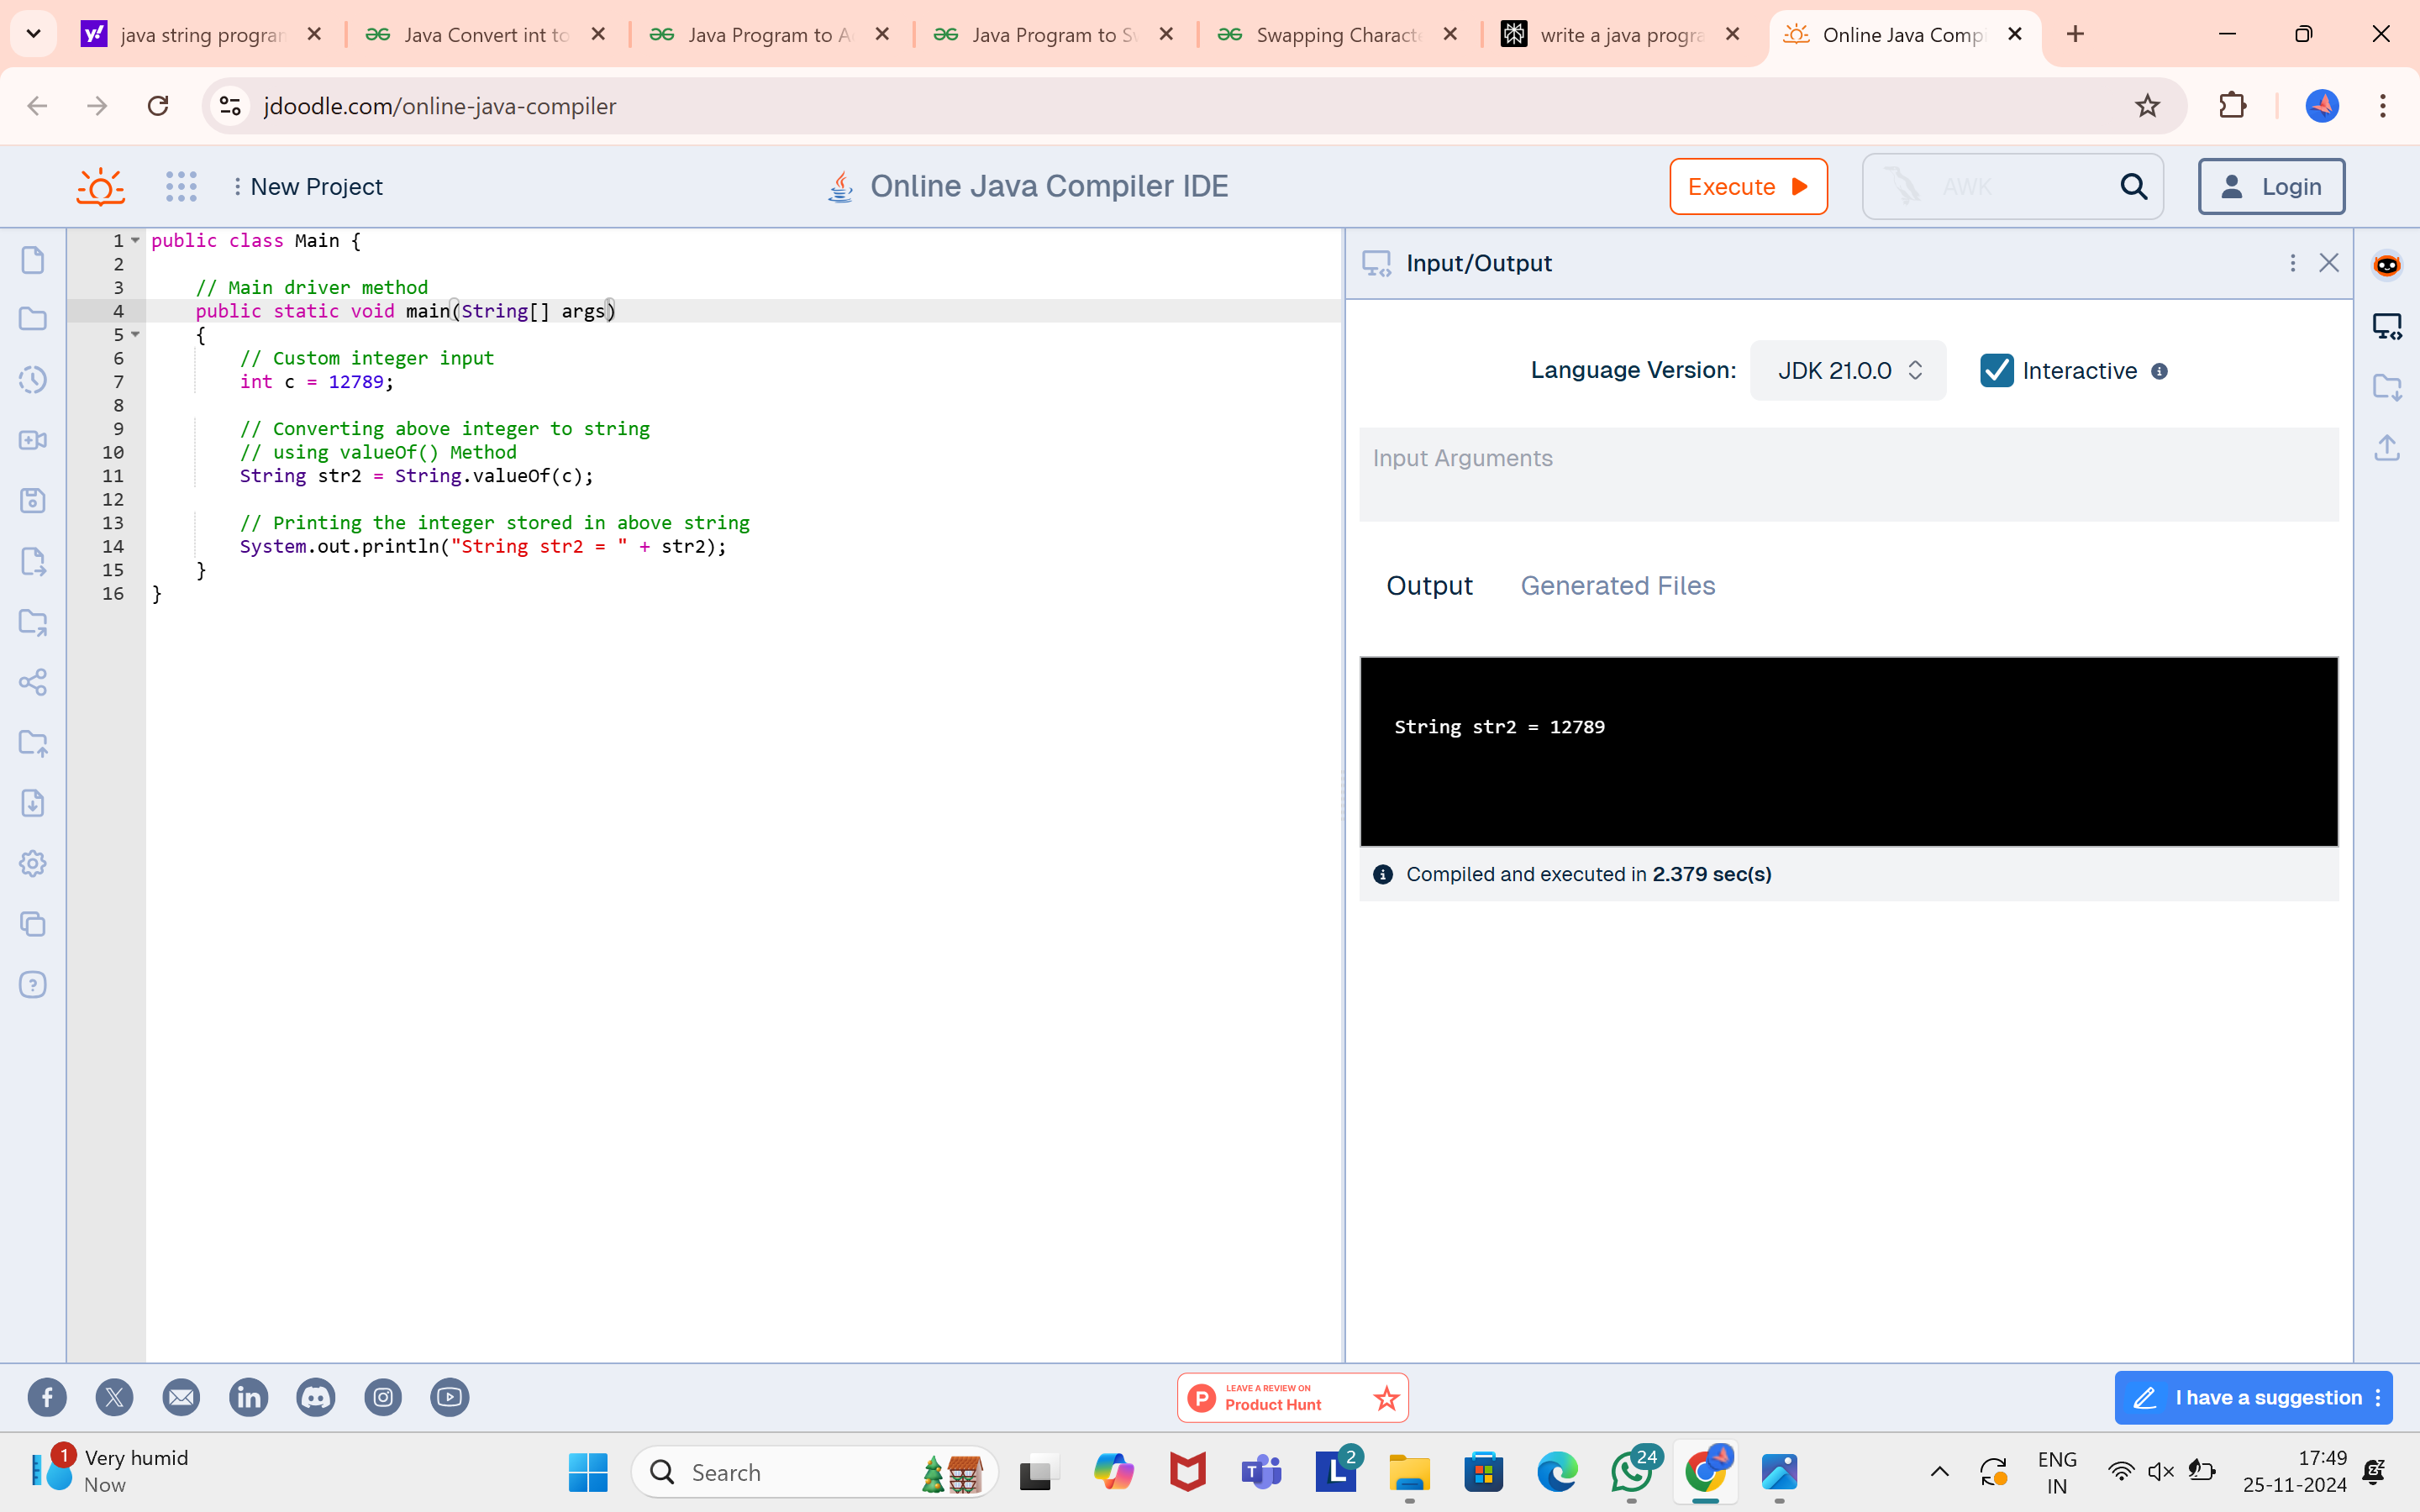 java string progra
Java Convert int to
Java Program to A
Java Program to S
Swapping Charact
write a java progra
Online Java Comp
jdoodle.com/online-java-compiler
New Project
Online Java Compiler IDE
Execute
AWK
Login
1 public class Main {
2
3 // Main driver method
4 public static void main(String[] args)
5 {
6 // Custom integer input
7 int c = 12789;
8
9 // Converting above integer to string
10 // using valueOf() Method
11 String str2 = String.valueOf(c);
12
13 // Printing the integer stored in above string
14 System.out.println("String str2 = " + str2);
15 }
16 }
Input/Output
Language Version: JDK 21.0.0 Interactive
Input Arguments
Output Generated Files
String str2 = 12789
Compiled and executed in 2.379 sec(s)
LEAVE A REVIEW ON
Product Hunt
I have a suggestion
1
Very humid
Now
Search
2
24
ENG
IN
17:49
25-11-2024